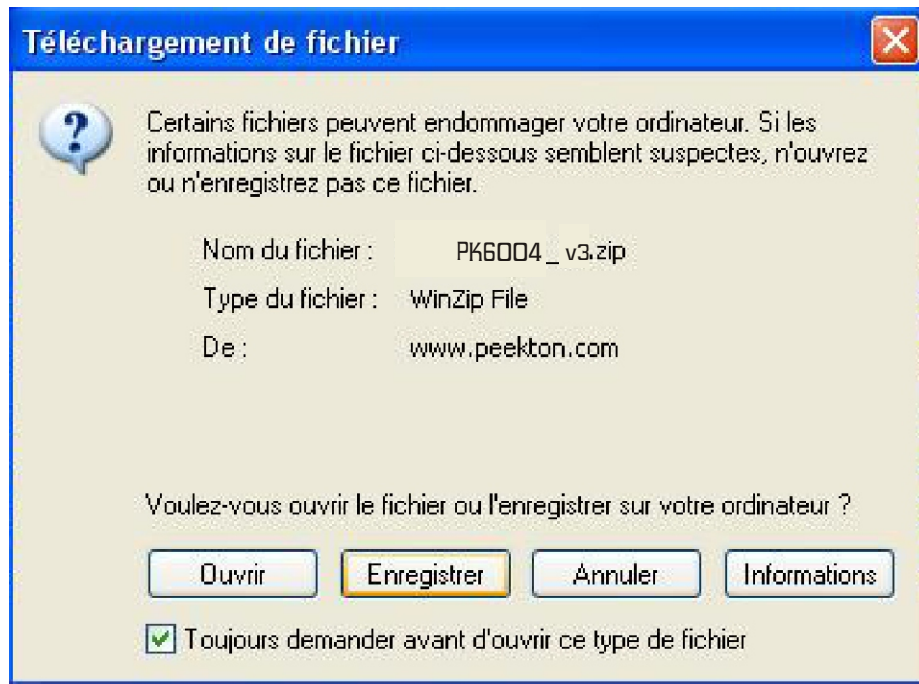 Téléchargement de fichier
Certains fichiers peuvent endommager votre ordinateur. Si les
informations sur le fichier ci-dessous semblent suspectes, n'ouvrez
ou n'enregistrez pas ce fichier.
Nom du fichier : PK6004_v3.zip
Type du fichier : WinZip File
De : www.peekton.com
Voulez-vous ouvrir le fichier ou l'enregistrer sur votre ordinateur ?
Ouvrir Enregistrer Annuler Informations
Toujours demander avant d'ouvrir ce type de fichier